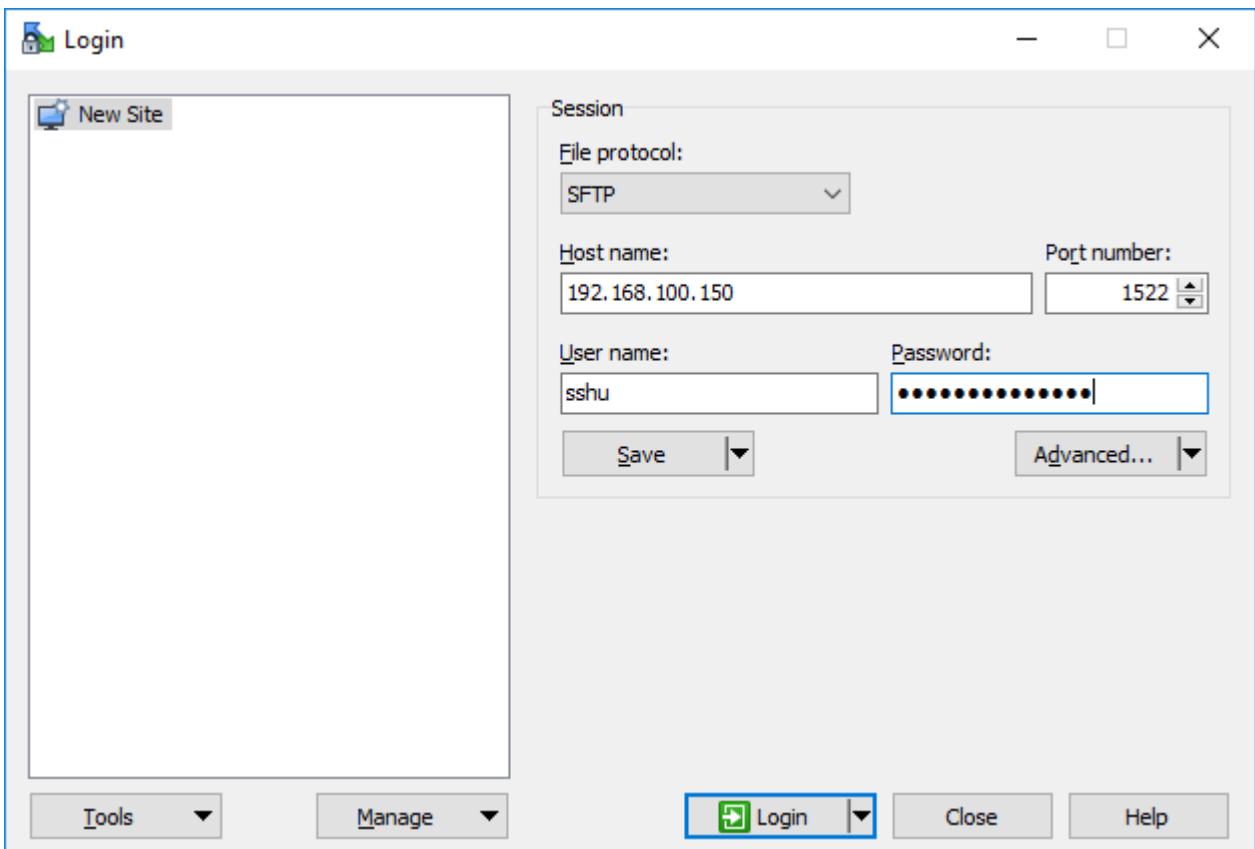 Login
New Site
Session
File protocol:
SFTP
Host name: Port number:
192.168.100.150 1522
User name: Password:
sshu ●●●●●●●●●●●●●●
Save Advanced...
Tools Manage Login Close Help